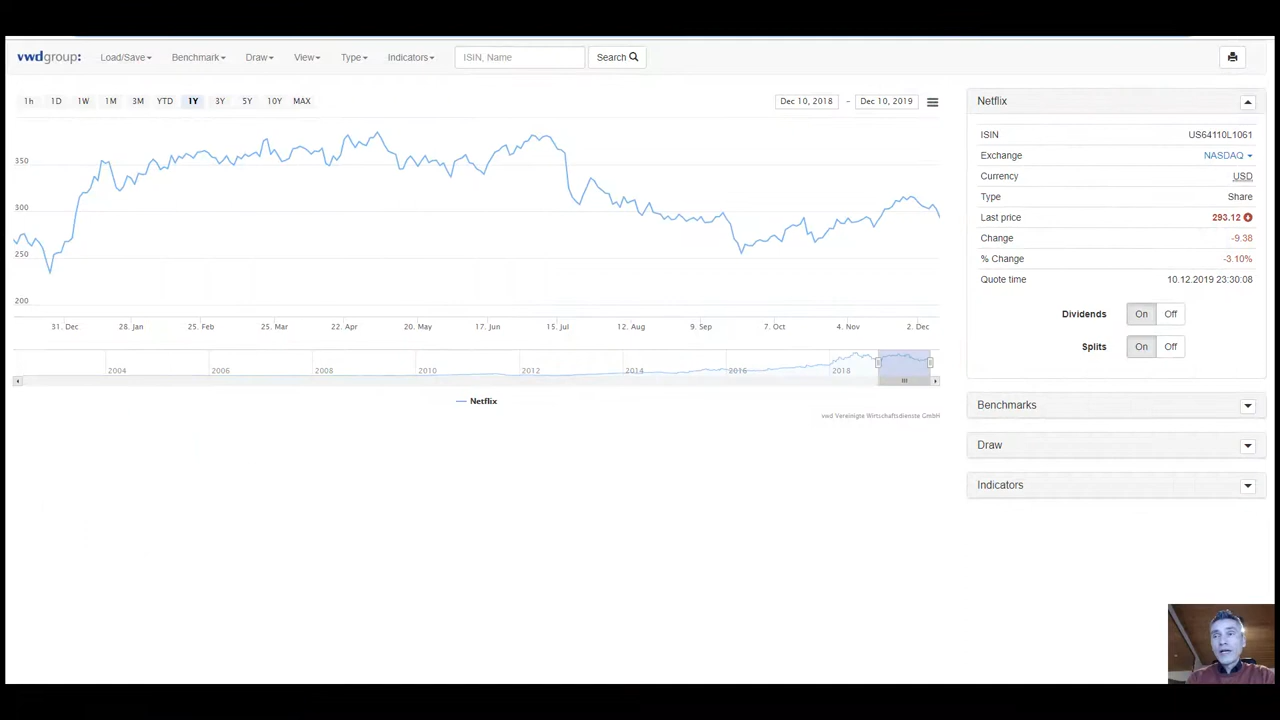 vwdgroup: Load/Save Benchmark Draw View Type Indicators ISIN, Name Search
1h 1D 1W 1M 3M YTD 1Y 3Y 5Y 10Y MAX Dec 10, 2018 - Dec 10, 2019
350
300
250
200
31. Dec 28. Jan 25. Feb 25. Mar 22. Apr 20. May 17. Jun 15. Jul 12. Aug 9. Sep 7. Oct 4. Nov 2. Dec
2004 2006 2008 2010 2012 2014 2016 2018
Netflix
vwd Vereinigte Wirtschaftsdienste GmbH
Netflix
ISIN US64110L1061
Exchange NASDAQ
Currency USD
Type Share
Last price 293.12
Change -9.38
% Change -3.10%
Quote time 10.12.2019 23:30:08
Dividends On Off
Splits On Off
Benchmarks
Draw
Indicators